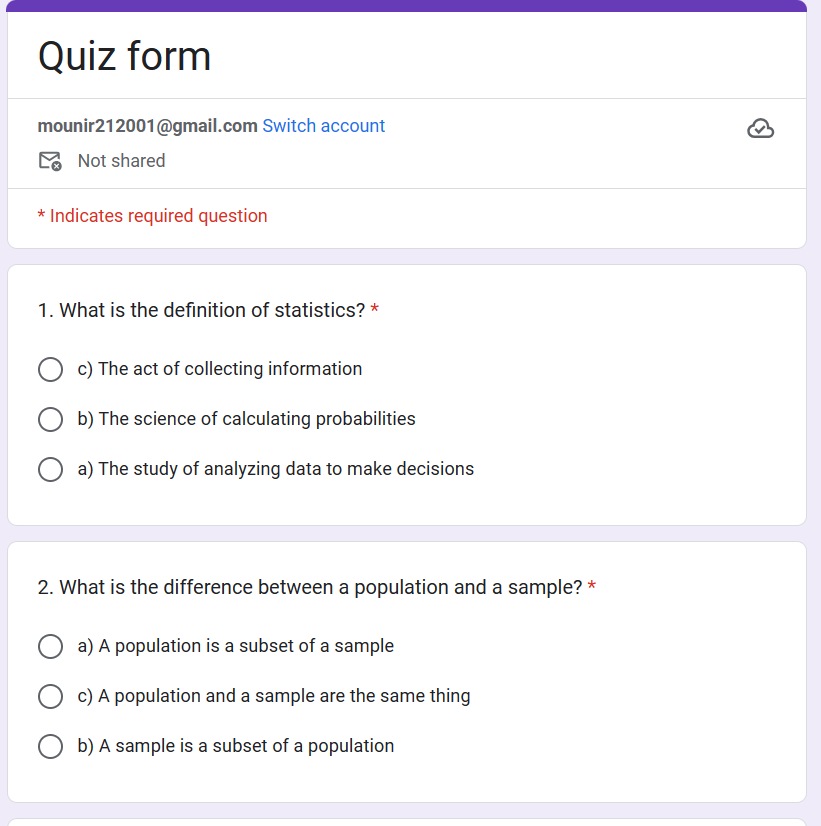 Quiz form
mounir212001@gmail.com Switch account
Not shared
* Indicates required question
1. What is the definition of statistics? *
c) The act of collecting information
b) The science of calculating probabilities
a) The study of analyzing data to make decisions
2. What is the difference between a population and a sample? *
a) A population is a subset of a sample
c) A population and a sample are the same thing
b) A sample is a subset of a population